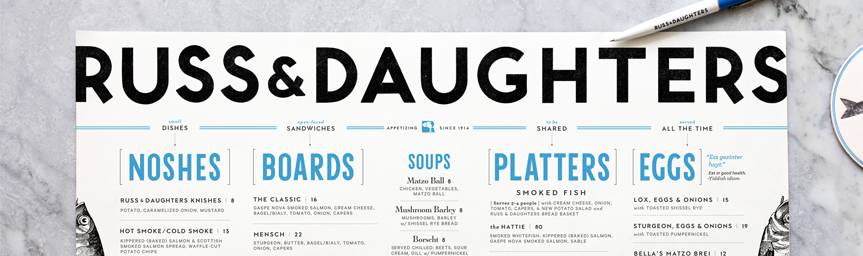 RUSS&DAUGHTERS
RUSS&DAUGHTERS
small
DISHES
open-faced
SANDWICHES
APPETIZING
SINCE 1914
to be
SHARED
served
ALL THE TIME
NOSHES
RUSS & DAUGHTERS KNISHES | 8
POTATO, CARAMELIZED ONION, MUSTARD
HOT SMOKE/COLD SMOKE | 13
KIPPERED (BAKED) SALMON & SCOTTISH
SMOKED SALMON SPREAD, WAFFLE-CUT
POTATO CHIPS
BOARDS
THE CLASSIC | 16
GASPE NOVA SMOKED SALMON, CREAM CHEESE,
BAGEL/BIALY, TOMATO, ONION, CAPERS
MENSCH | 22
STURGEON, BUTTER, BAGEL/BIALY, TOMATO,
ONION, CAPERS
SOUPS
Matzo Ball 8
CHICKEN, VEGETABLES,
MATZO BALL
Mushroom Barley 8
MUSHROOMS, BARLEY
w/ SHISSEL RYE BREAD
Borscht 8
SERVED CHILLED: BEETS, SOUR
CREAM, DILL w/ PUMPERNICKEL
PLATTERS
SMOKED FISH
| Serves 3-4 people | with CREAM CHEESE, ONION,
TOMATO, CAPERS, & NEW POTATO SALAD and
RUSS & DAUGHTERS BREAD BASKET
the HATTIE | 80
SMOKED WHITEFISH, KIPPERED (BAKED) SALMON,
GASPE NOVA SMOKED SALMON, SABLE
EGGS
"Ess gezinter
hayt."
Eat in good health.
-Yiddish idiom.
LOX, EGGS & ONIONS | 15
with TOASTED SHISSEL RYE
STURGEON, EGGS & ONIONS | 19
with TOASTED PUMPERNICKEL
BELLA'S MATZO BREI | 12